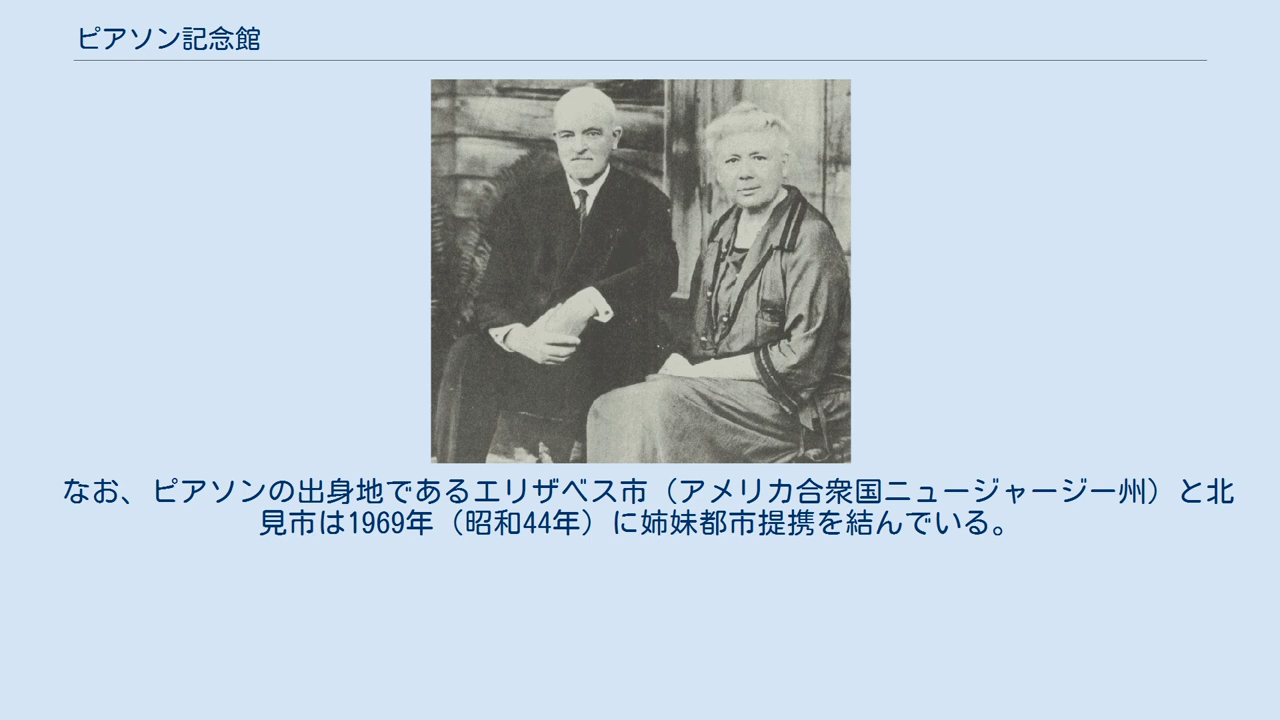 ピアソン記念館
なお、ピアソンの出身地であるエリザベス市（アメリカ合衆国ニュージャージー州）と北
見市は1969年（昭和44年）に姉妹都市提携を結んでいる。